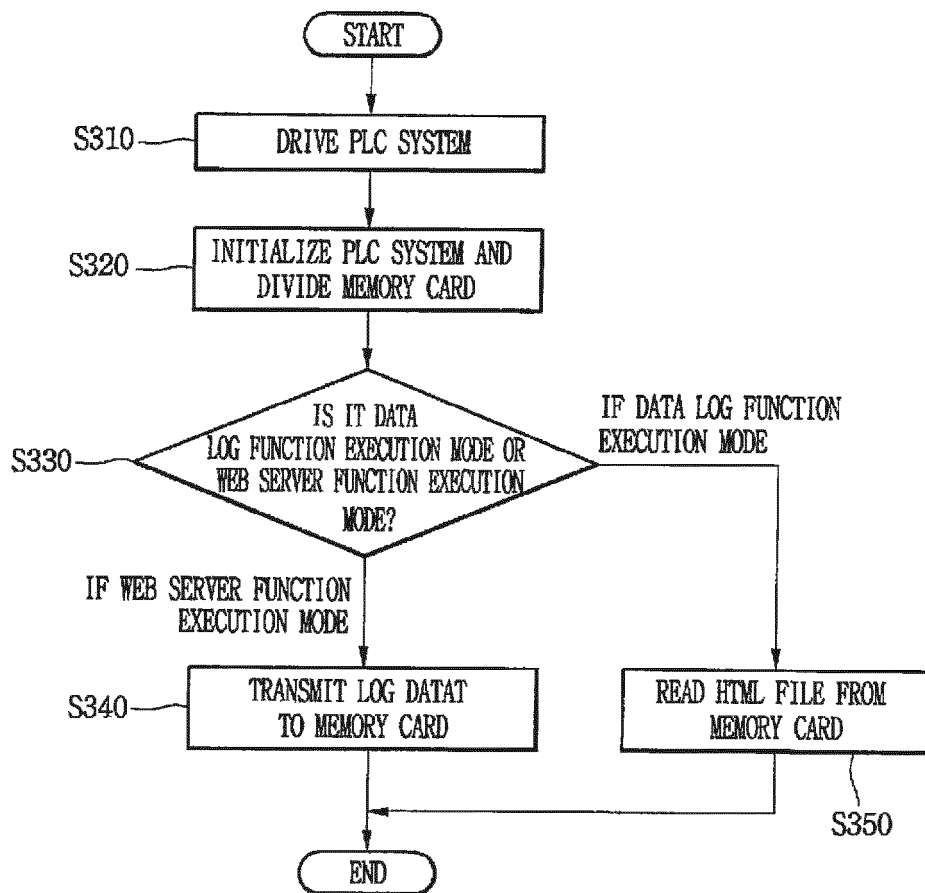 START
S310
DRIVE PLC SYSTEM
S320
INITIALIZE PLC SYSTEM AND
DIVIDE MEMORY CARD
S330
IS IT DATA
LOG FUNCTION EXECUTION MODE OR
WEB SERVER FUNCTION EXECUTION
MODE?
IF DATA LOG FUNCTION
EXECUTION MODE
IF WEB SERVER FUNCTION
EXECUTION MODE
S340
TRANSMIT LOG DATAT
TO MEMORY CARD
READ HTML FILE FROM
MEMORY CARD
S350
END